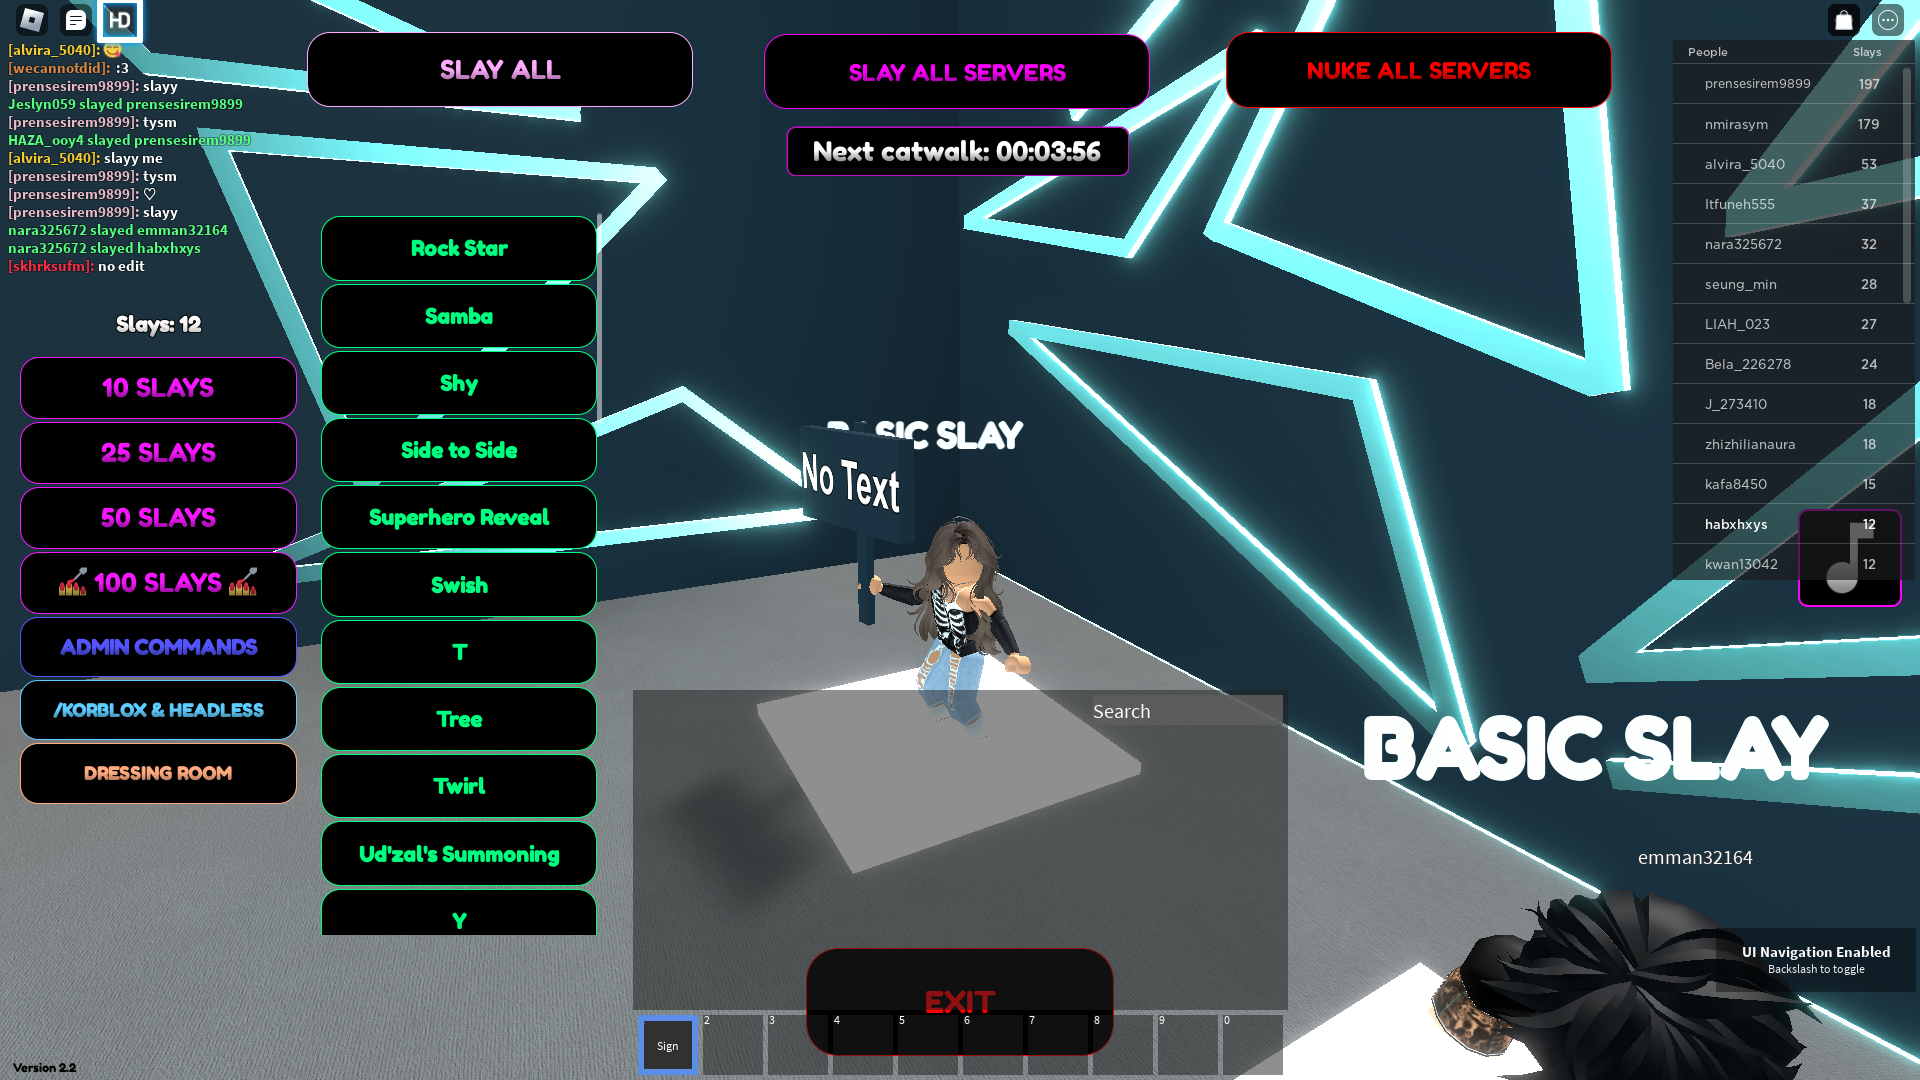 HD
[alvira_5040]: 😋
[wecannotdid]: :3
[prensesirem9899]: slayy
Jeslyn059 slayed prensesirem9899
[prensesirem9899]: tysm
HAZA_ooy4 slayed prensesirem9899
[alvira_5040]: slayy me
[prensesirem9899]: tysm
[prensesirem9899]: ♡
[prensesirem9899]: slayy
nara325672 slayed emman32164
nara325672 slayed habxhxys
[skhrksufm]: no edit
SLAY ALL
SLAY ALL SERVERS
NUKE ALL SERVERS
Next catwalk: 00:03:56
People Slays
prensesirem9899 197
nmirasym 179
alvira_5040 53
ltfuneh555 37
nara325672 32
seung_min 28
LIAH_023 27
Bela_226278 24
J_273410 18
zhizhilianaura 18
kafa8450 15
habxhxys 12
kwan13042 12
Slays: 12
10 SLAYS
25 SLAYS
50 SLAYS
💅 100 SLAYS 💅
ADMIN COMMANDS
/KORBLOX & HEADLESS
DRESSING ROOM
Rock Star
Samba
Shy
Side to Side
Superhero Reveal
Swish
T
Tree
Twirl
Ud'zal's Summoning
Y
BASIC SLAY
No Text
Search
BASIC SLAY
emman32164
UI Navigation Enabled
Backslash to toggle
EXIT
Sign
2 3 4 5 6 7 8 9 0
Version 2.2